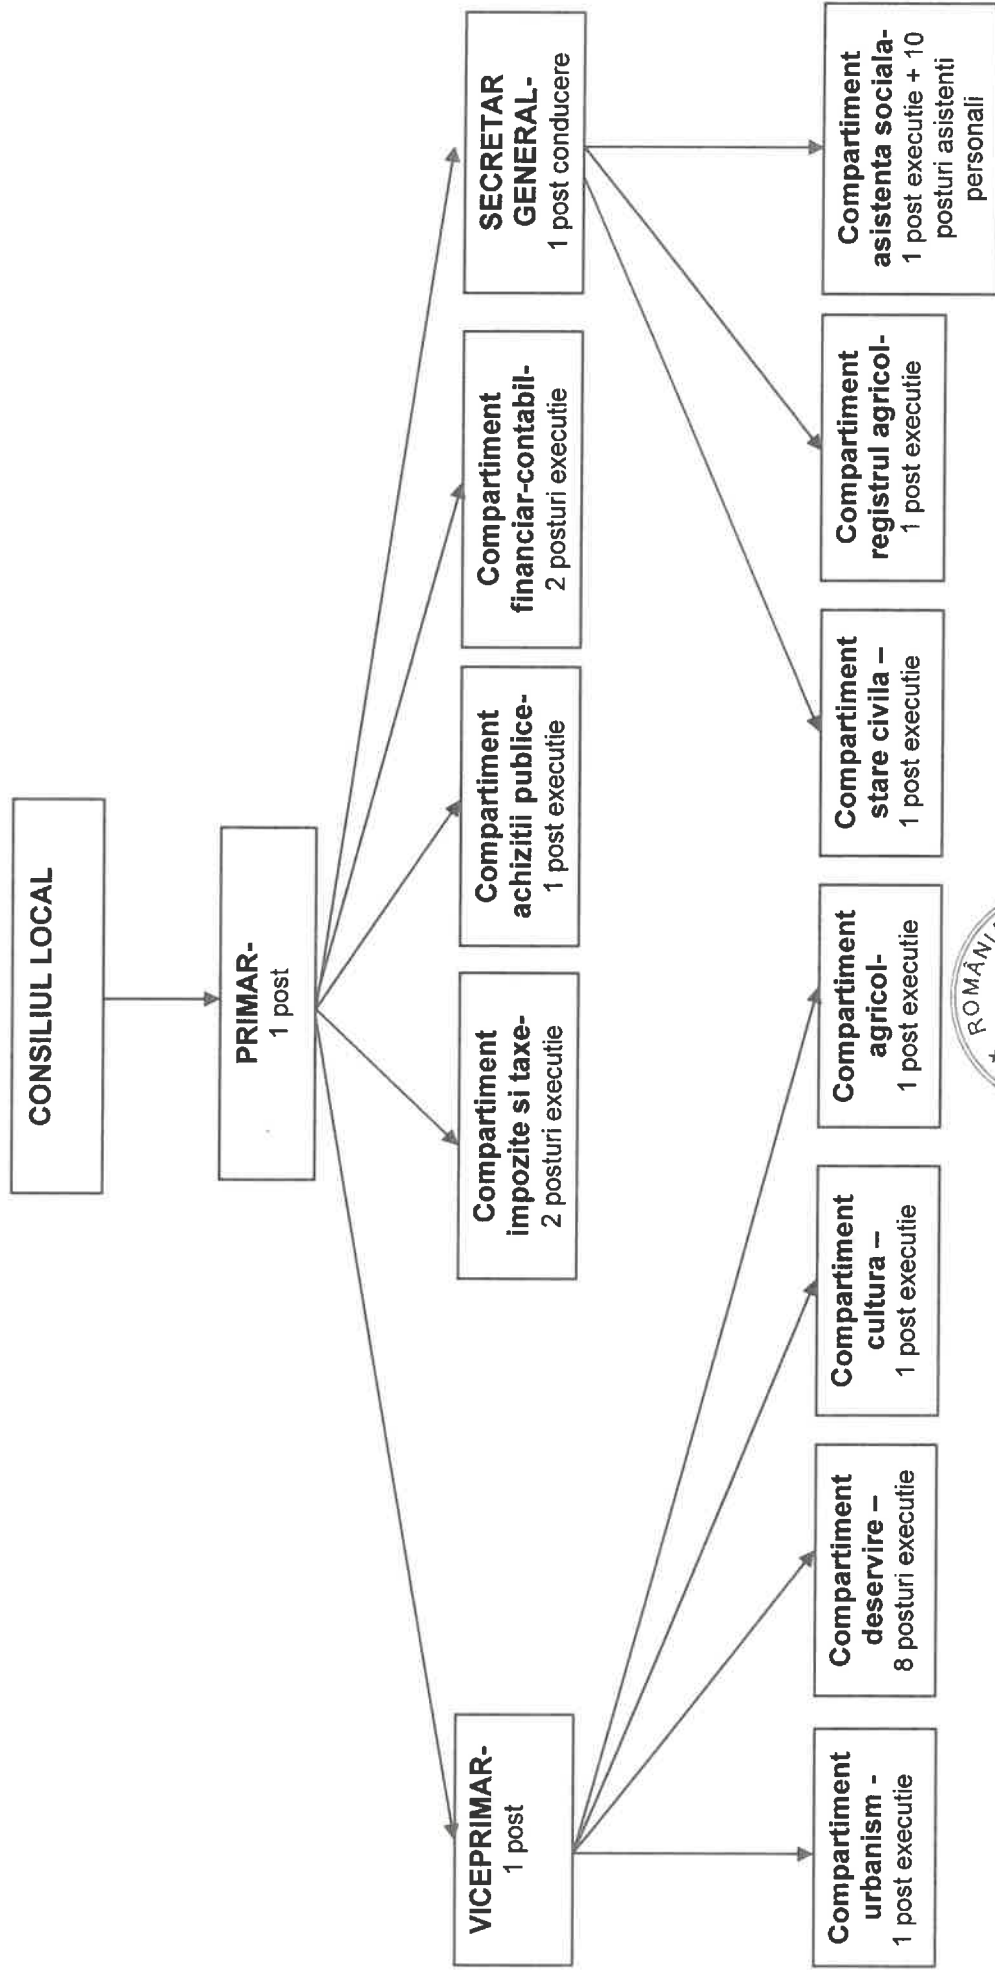 CONSILIUL LOCAL
PRIMAR-
1 post
VICEPRIMAR-
1 post
Compartiment
impozite si taxe-
2 posturi executie
Compartiment
achizitii publice-
1 post executie
Compartiment
financiar-contabil-
2 posturi executie
SECRETAR
GENERAL-
1 post conducere
Compartiment
urbanism -
1 post executie
Compartiment
deservire –
8 posturi executie
Compartiment
cultura –
1 post executie
Compartiment
agricol-
1 post executie
Compartiment
stare civila –
1 post executie
Compartiment
registrul agricol-
1 post executie
Compartiment
asistenta sociala-
1 post executie + 10
posturi asistenti
personali
ROMÂNIA